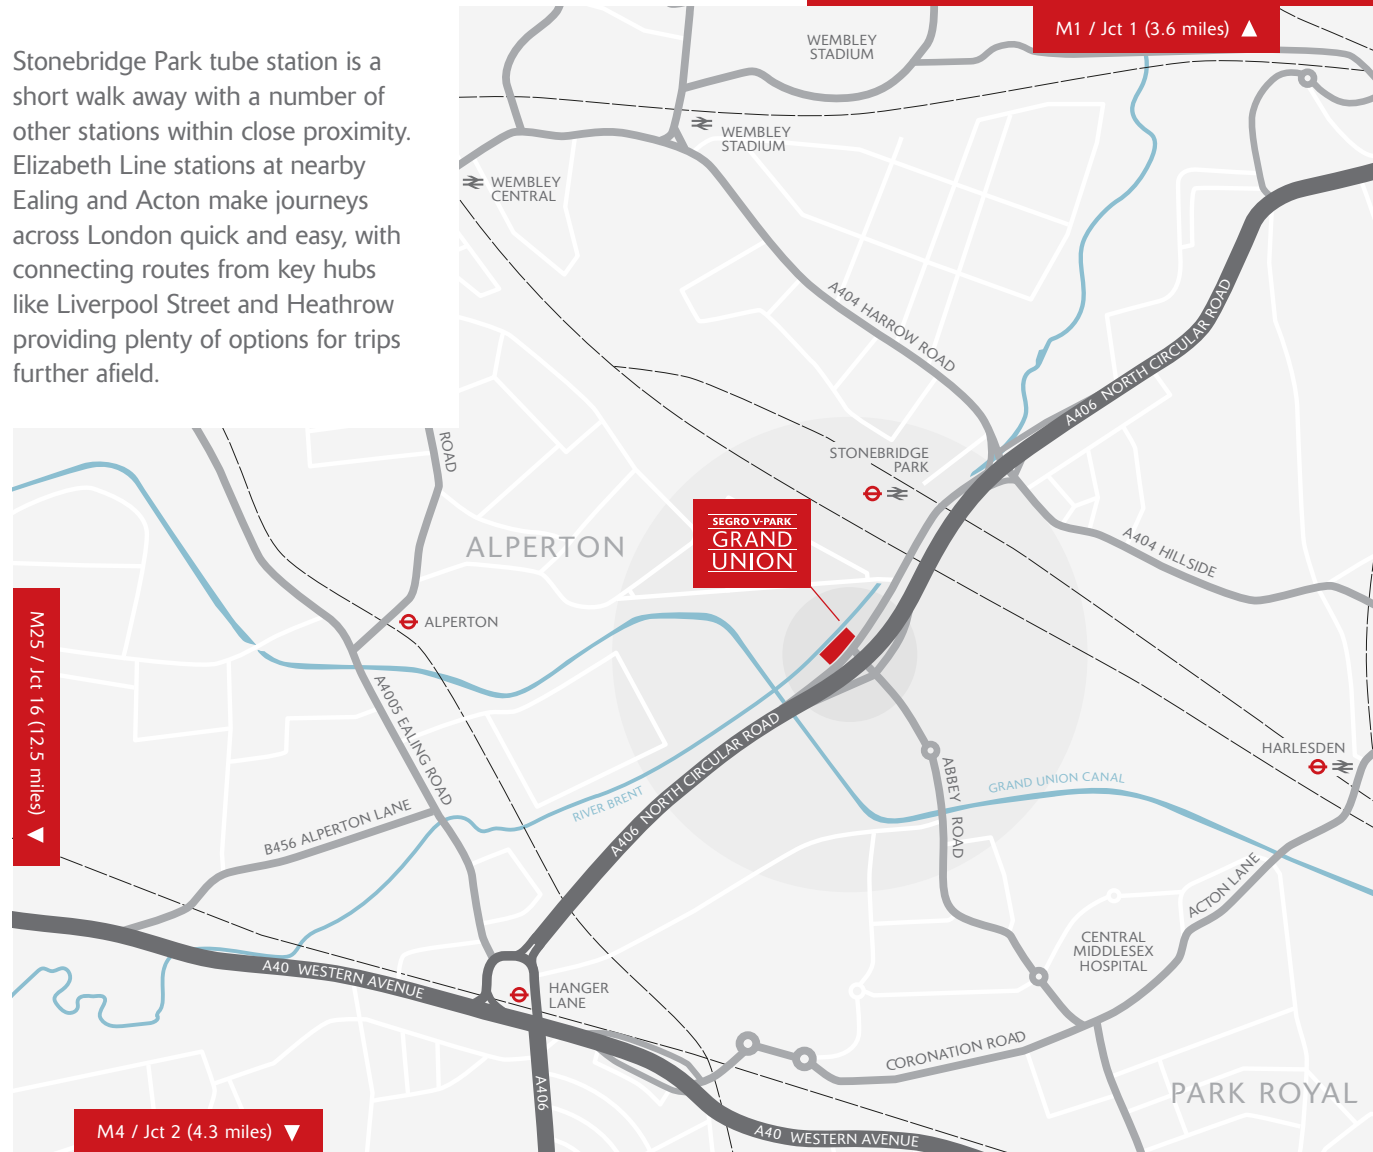 Stonebridge Park tube station is a
short walk away with a number of
other stations within close proximity.
Elizabeth Line stations at nearby
Ealing and Acton make journeys
across London quick and easy, with
connecting routes from key hubs
like Liverpool Street and Heathrow
providing plenty of options for trips
further afield.
M1 / Jct 1 (3.6 miles) ▲
WEMBLEY
STADIUM
WEMBLEY
STADIUM
WEMBLEY
CENTRAL
A404 HARROW ROAD
A406 NORTH CIRCULAR ROAD
STONEBRIDGE
PARK
ROAD
SEGRO V-PARK
GRAND
UNION
ALPERTON
A404 HILLSIDE
ALPERTON
M25 / Jct 16 (12.5 miles) ▼
A4005 EALING ROAD
HARLESDEN
ABBEY ROAD
GRAND UNION CANAL
RIVER BRENT
A406 NORTH CIRCULAR ROAD
B456 ALPERTON LANE
ACTON LANE
CENTRAL
MIDDLESEX
HOSPITAL
A40 WESTERN AVENUE
HANGER
LANE
CORONATION ROAD
A406
PARK ROYAL
M4 / Jct 2 (4.3 miles) ▼
A40 WESTERN AVENUE